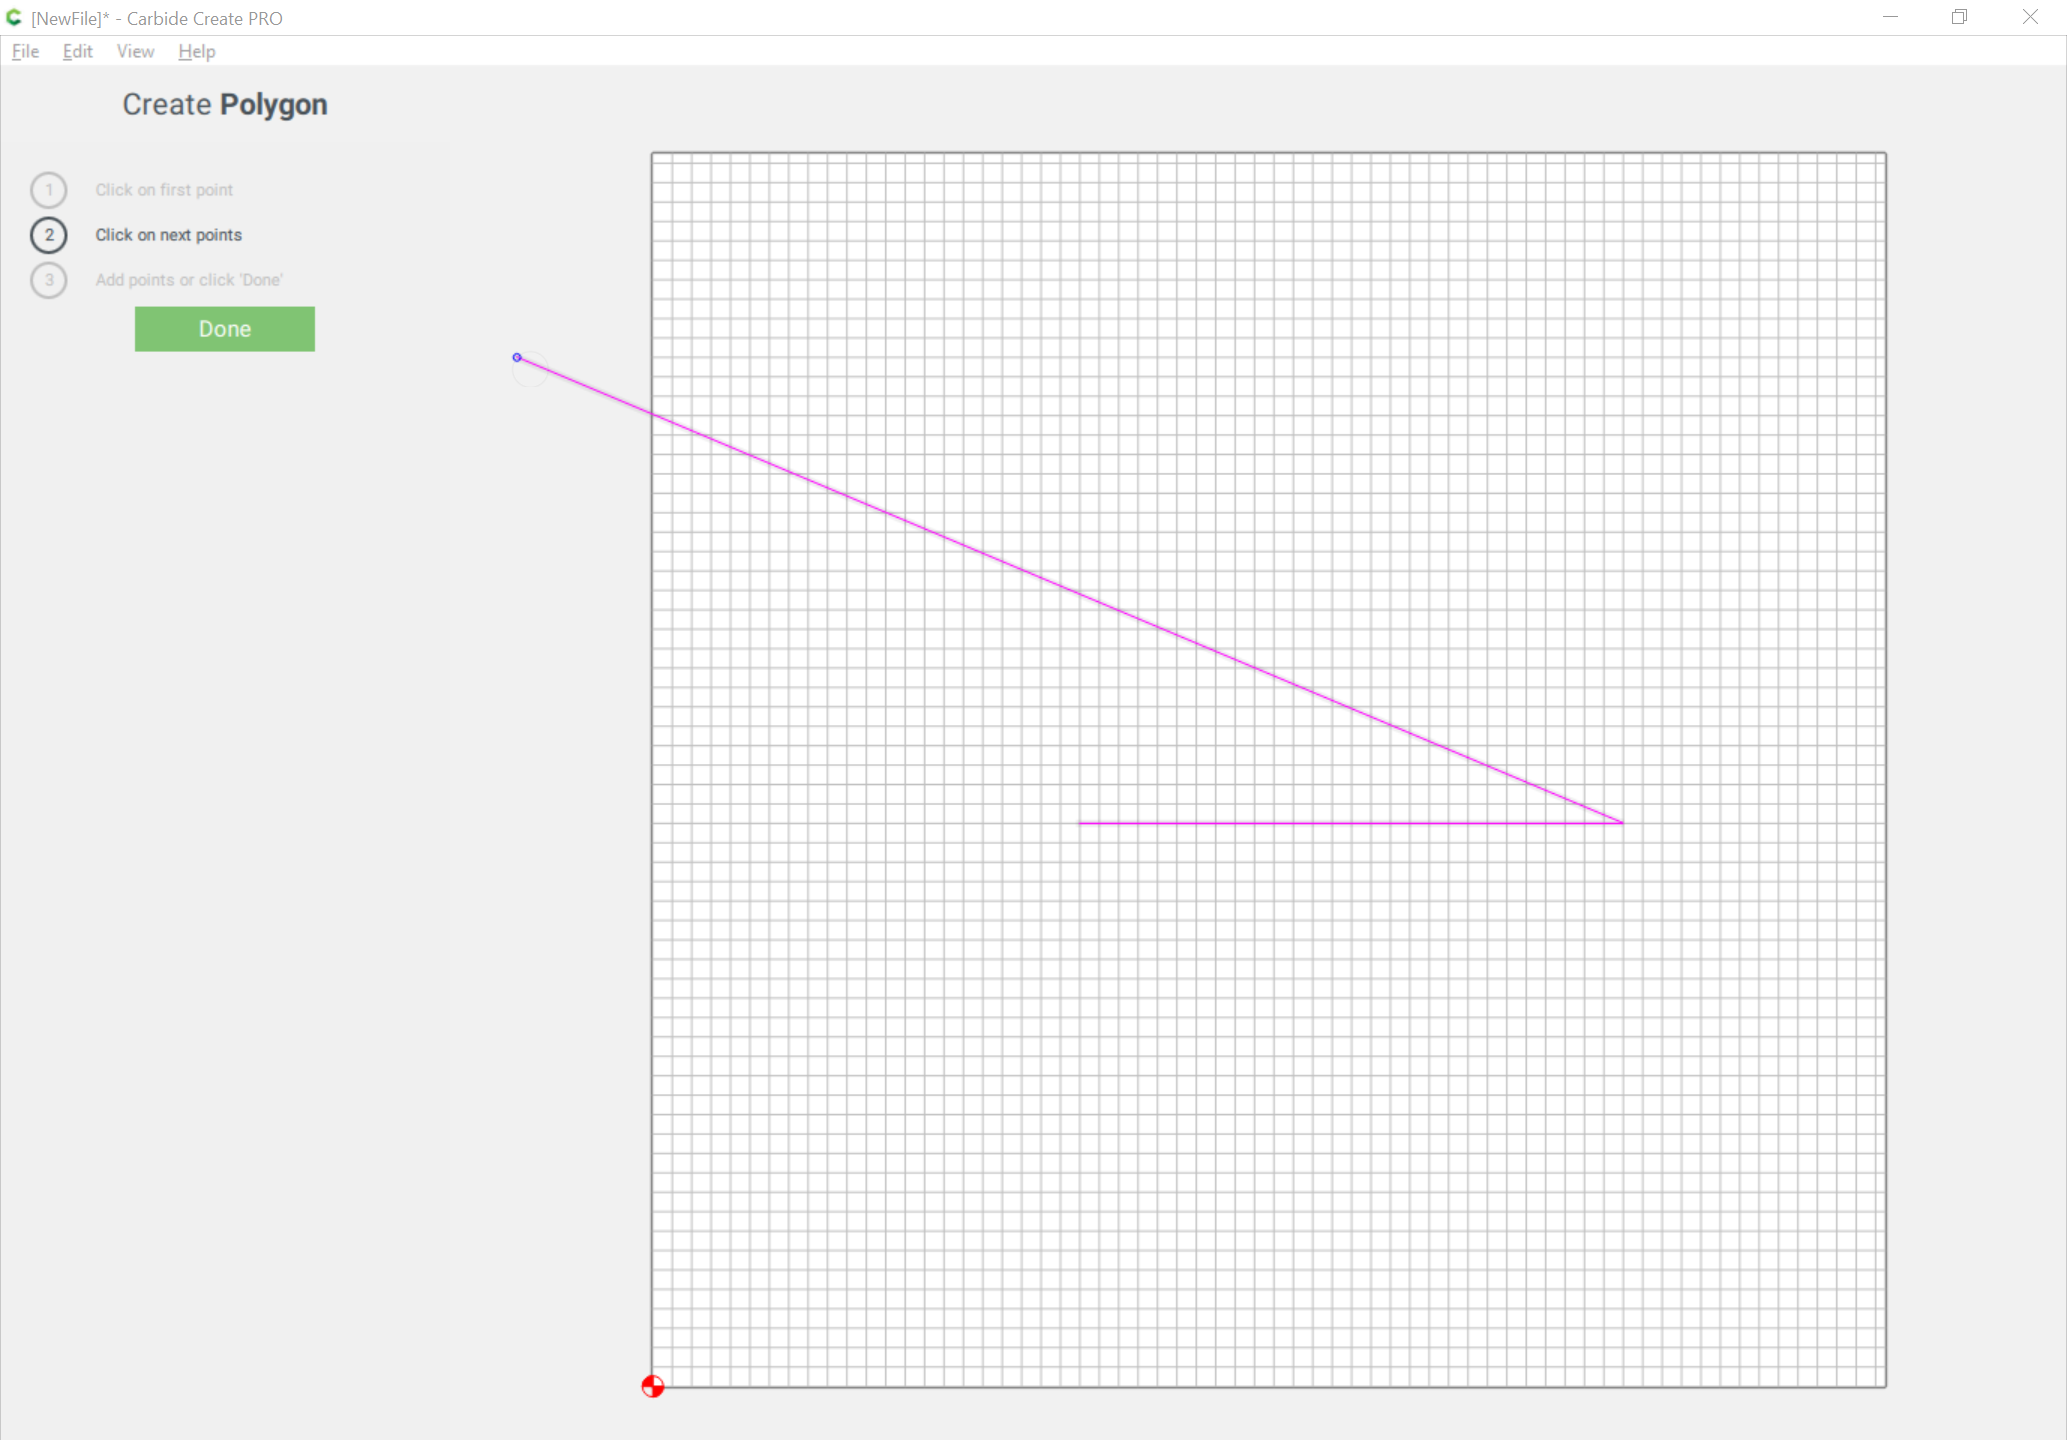 [NewFile]* - Carbide Create PRO
File Edit View Help
Create Polygon
1 Click on first point
2 Click on next points
3 Add points or click 'Done'
Done